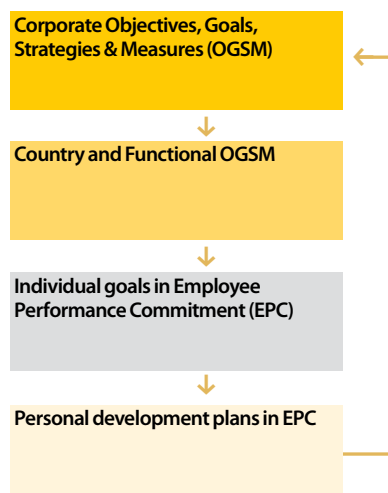 Corporate Objectives, Goals,
Strategies & Measures (OGSM)
Country and Functional OGSM
Individual goals in Employee
Performance Commitment (EPC)
Personal development plans in EPC